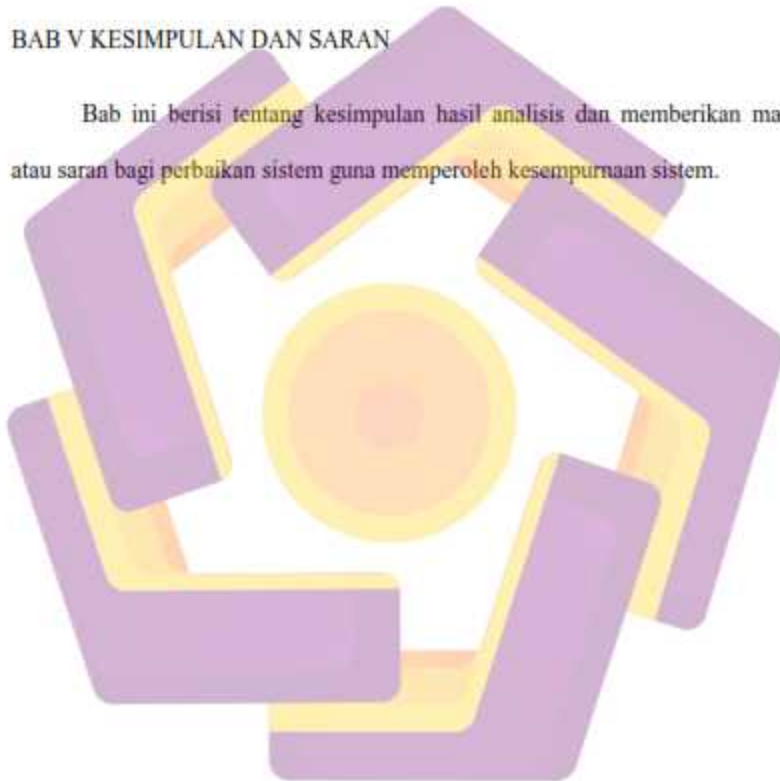 BAB V KESIMPULAN DAN SARAN
Bab ini berisi tentang kesimpulan hasil analisis dan memberikan ma
atau saran bagi perbaikan sistem guna memperoleh kesempurnaan sistem.